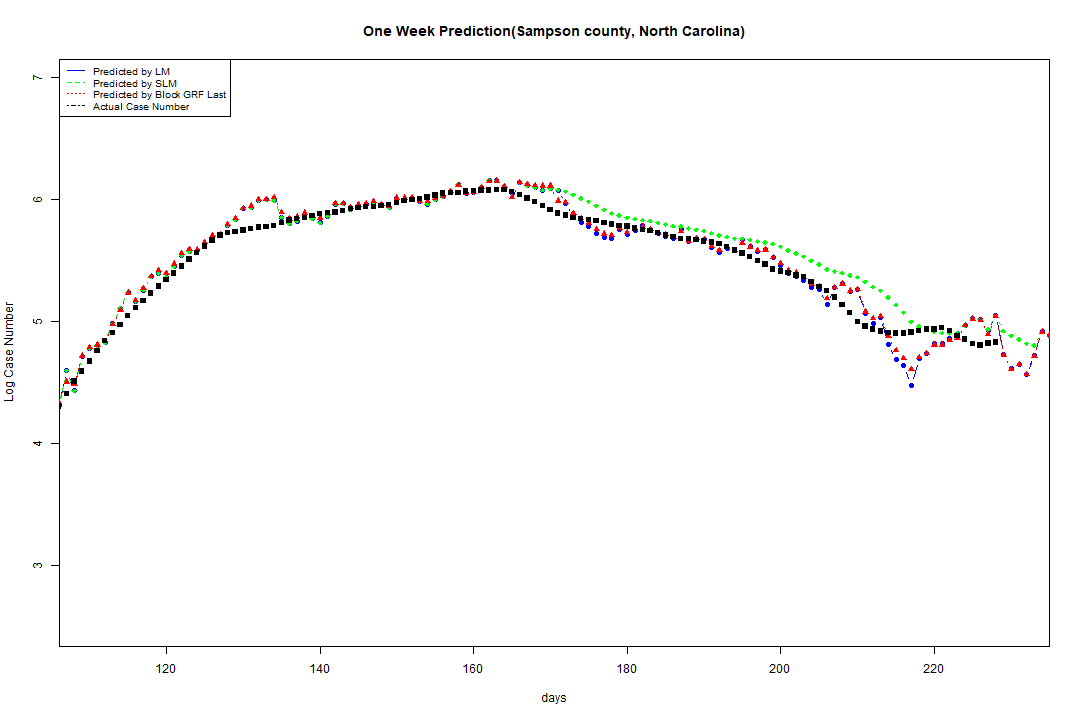 One Week Prediction(Sampson county, North Carolina)
Predicted by LM
Predicted by SLM
Predicted by Block GRF Last
Actual Case Number
7
6
5
4
3
Log Case Number
120 140 160 180 200 220
days